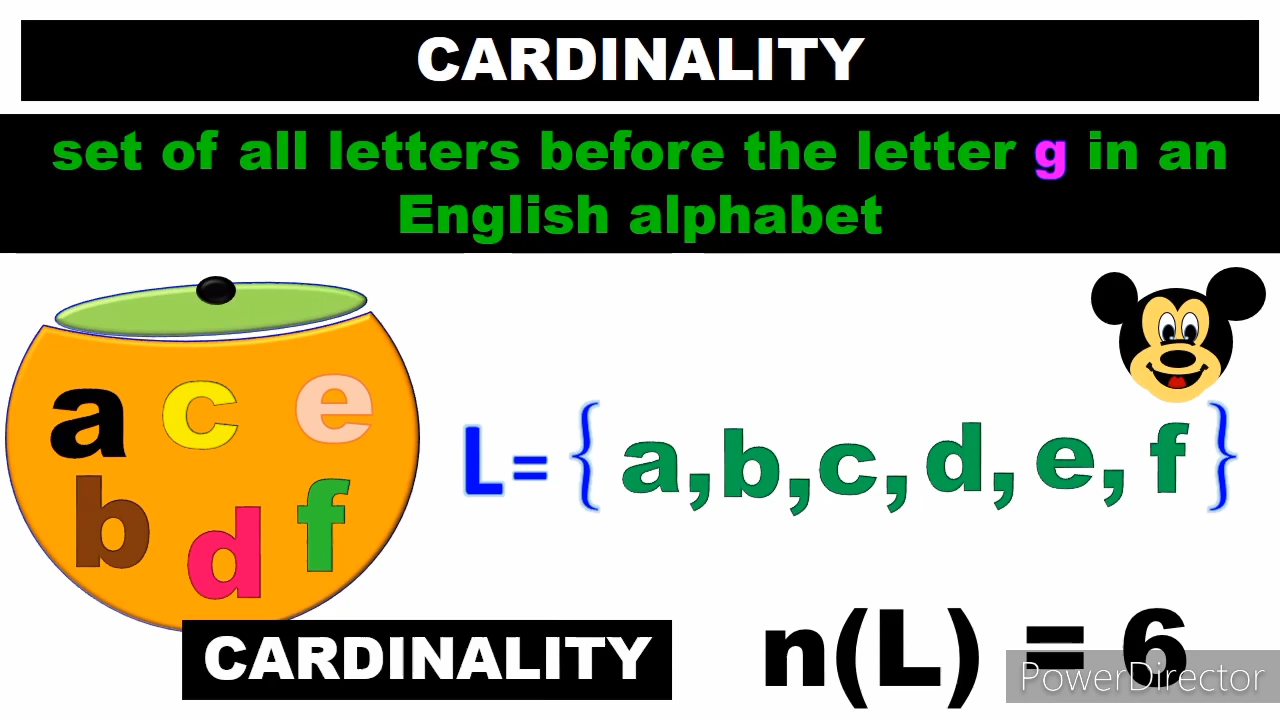 CARDINALITY
set of all letters before the letter g in an
English alphabet
a c e
b d f
L= { a,b,c, d, e, f }
CARDINALITY
n(L) = 6
PowerDirector